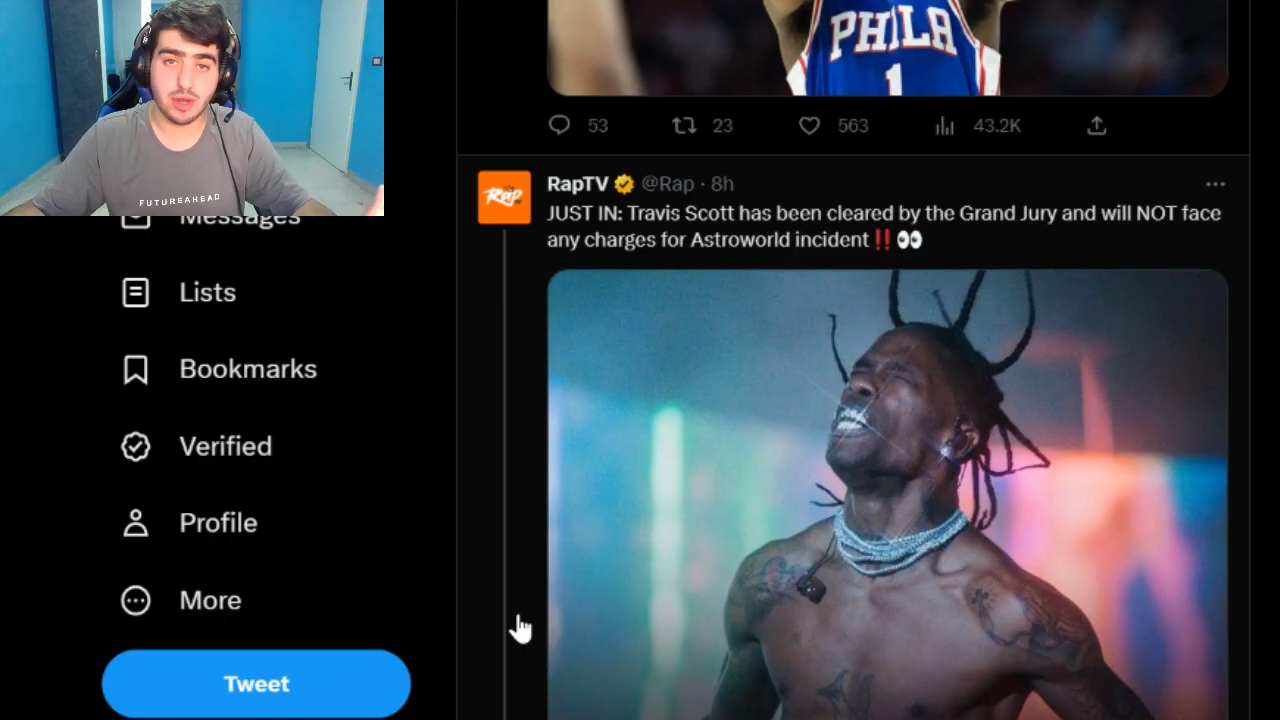 FUTUREAHEAD
Messages
Lists
Bookmarks
Verified
Profile
More
Tweet
PHILA
1
53 23 563 43.2K
Rap
RapTV @Rap · 8h
JUST IN: Travis Scott has been cleared by the Grand Jury and will NOT face
any charges for Astroworld incident‼️👀